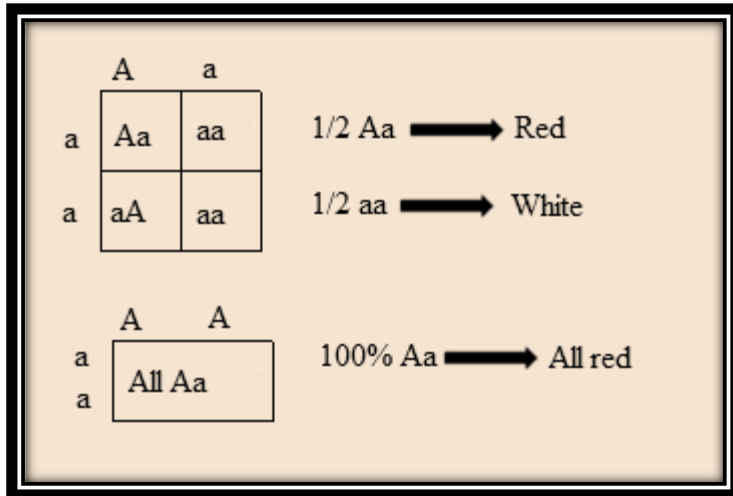 A a
a Aa aa 1/2 Aa Red
a aA aa 1/2 aa White
A A
a All Aa 100% Aa All red
a